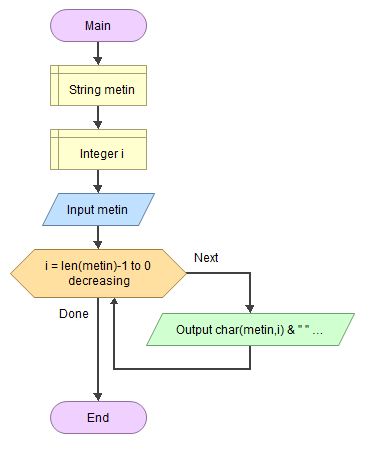 Main
String metin
Integer i
Input metin
i = len(metin)-1 to 0
decreasing
Next
Output char(metin,i) & " " ...
Done
End